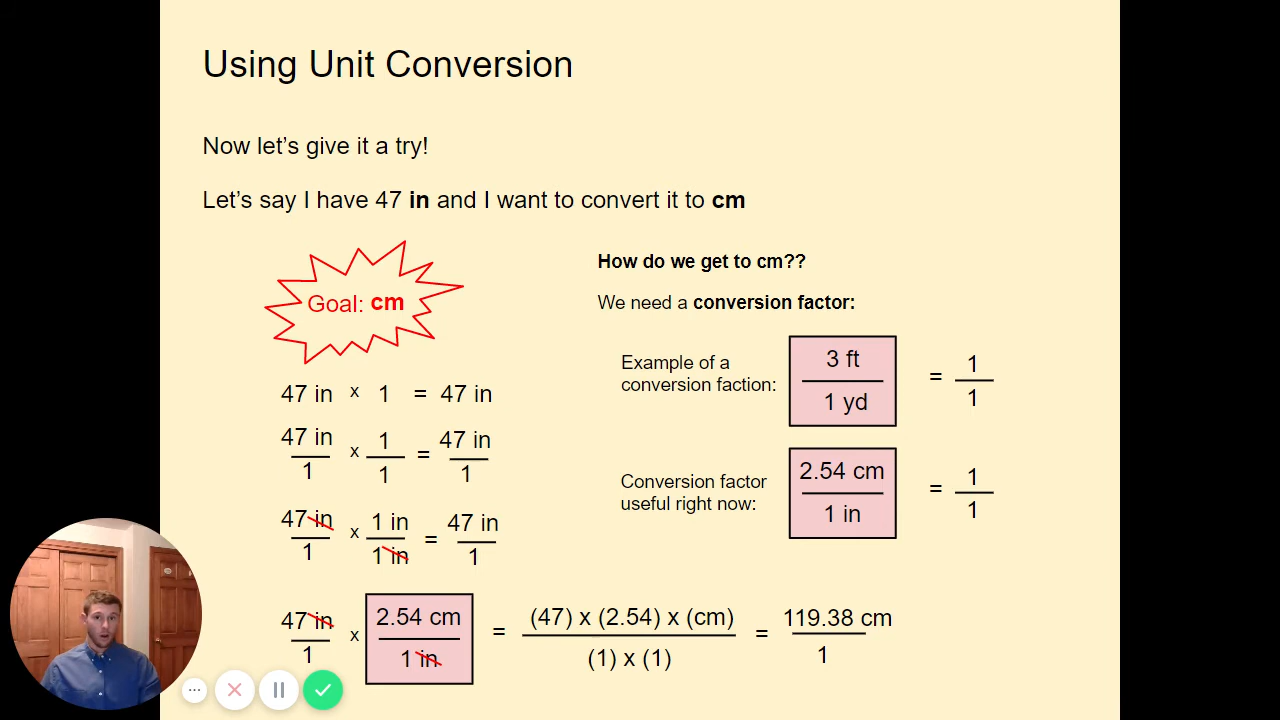 Using Unit Conversion
Now let's give it a try!
Let's say I have 47 in and I want to convert it to cm
Goal: cm
47 in x 1 = 47 in
47 in / 1 x 1 / 1 = 47 in / 1
47 in / 1 x 1 in / 1 in = 47 in / 1
47 in / 1 x 2.54 cm / 1 in = (47) x (2.54) x (cm) / (1) x (1) = 119.38 cm / 1
How do we get to cm??
We need a conversion factor:
Example of a
conversion faction:
3 ft / 1 yd = 1 / 1
Conversion factor
useful right now:
2.54 cm / 1 in = 1 / 1